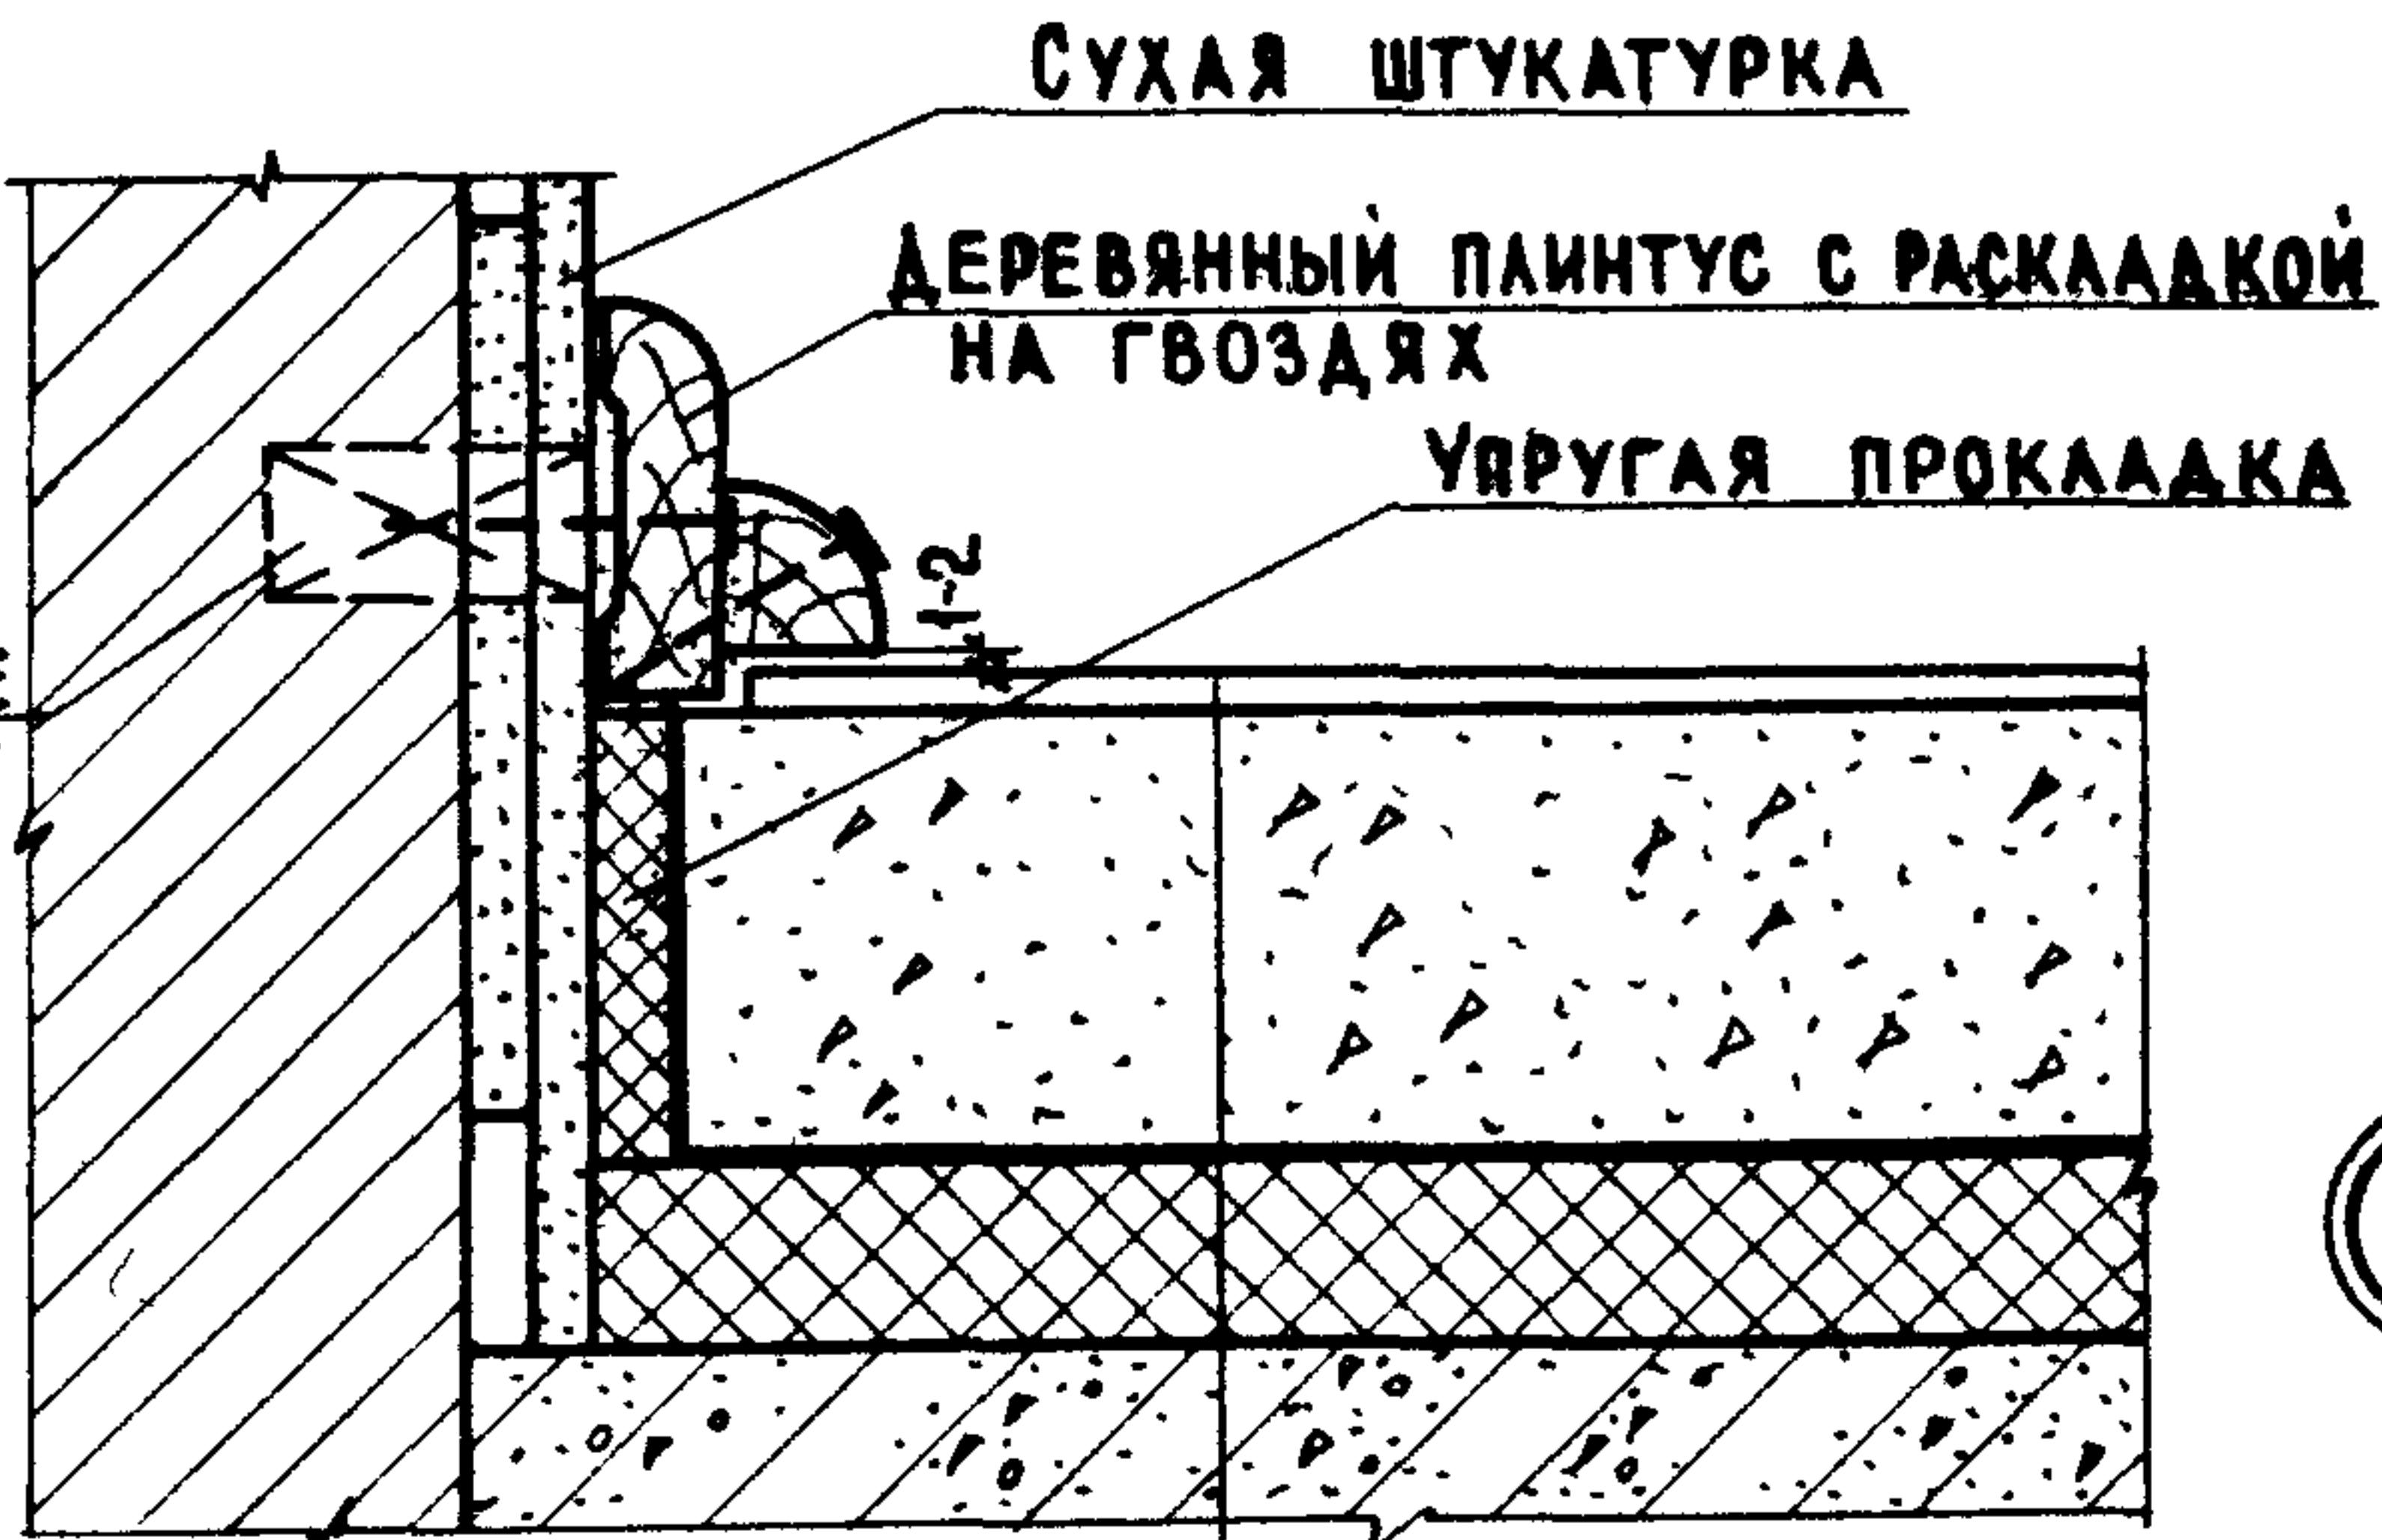 Сухая штукатурка
Деревянный плинтус с раскладкой
на гвоздях
Упругая прокладка
1-2